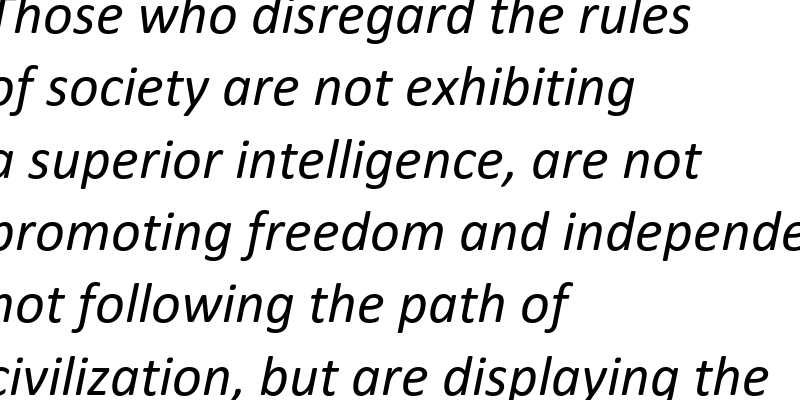 Those who disregard the rules
of society are not exhibiting
a superior intelligence, are not
promoting freedom and independe
not following the path of
civilization, but are displaying the